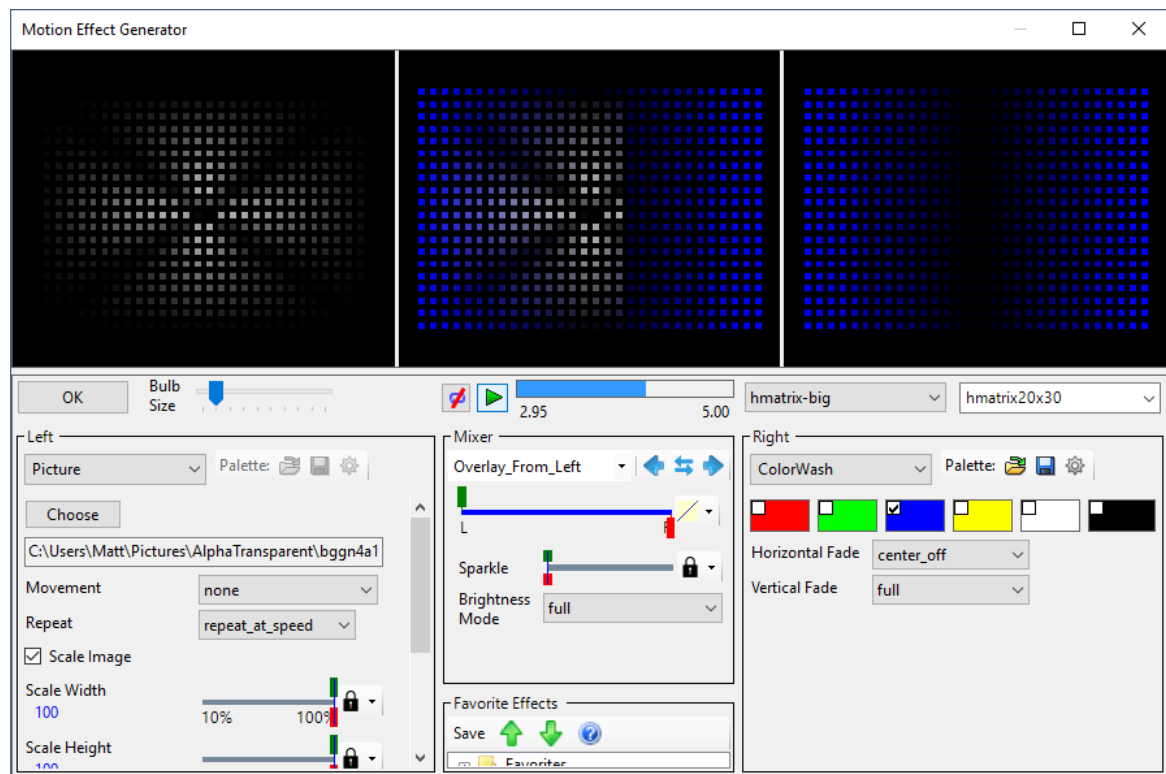 Motion Effect Generator
OK
Bulb
Size
2.95
5.00
hmatrix-big
hmatrix20x30
Left
Picture
Palette:
Choose
C:\Users\Matt\Pictures\AlphaTransparent\bggn4a1
Movement
none
Repeat
repeat_at_speed
Scale Image
Scale Width
100
10%
100%
Scale Height
100
Mixer
Overlay_From_Left
L
Sparkle
Brightness
Mode
full
Favorite Effects
Save
Favorites
Right
ColorWash
Palette:
Horizontal Fade
center_off
Vertical Fade
full